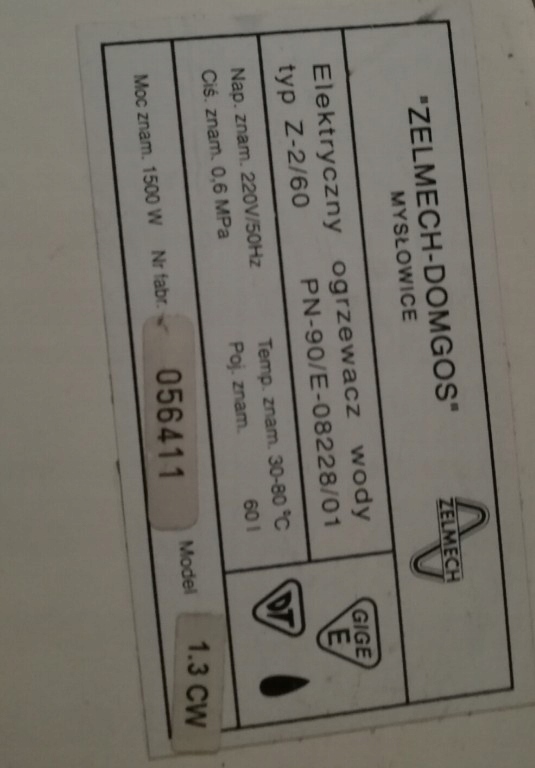 "ZELMECH-DOMGOS"
MYSŁOWICE
ZELMECH
Elektryczny ogrzewacz wody
typ Z-2/60 PN-90/E-08228/01
GIGE
E
Nap. znam. 220V/50Hz Temp. znam. 30-80 °C
Ciś. znam. 0,6 MPa Poj. znam. 60 l
DT
Moc znam. 1500 W Nr fabr. 056411 Model 1.3 CW